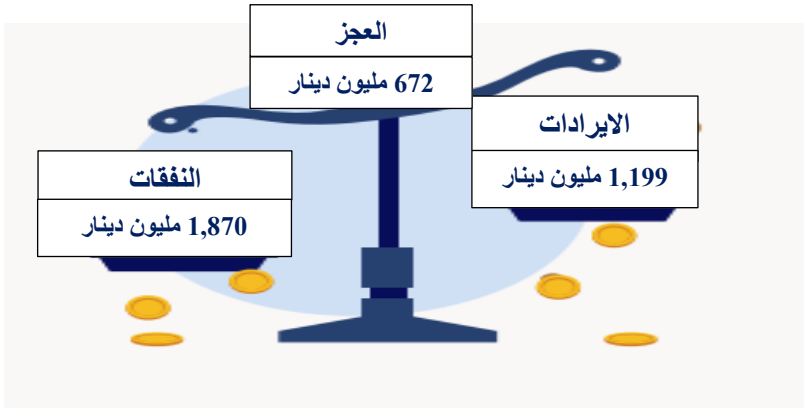 العجز
672 مليون دينار
الايرادات
1,199 مليون دينار
النفقات
1,870 مليون دينار